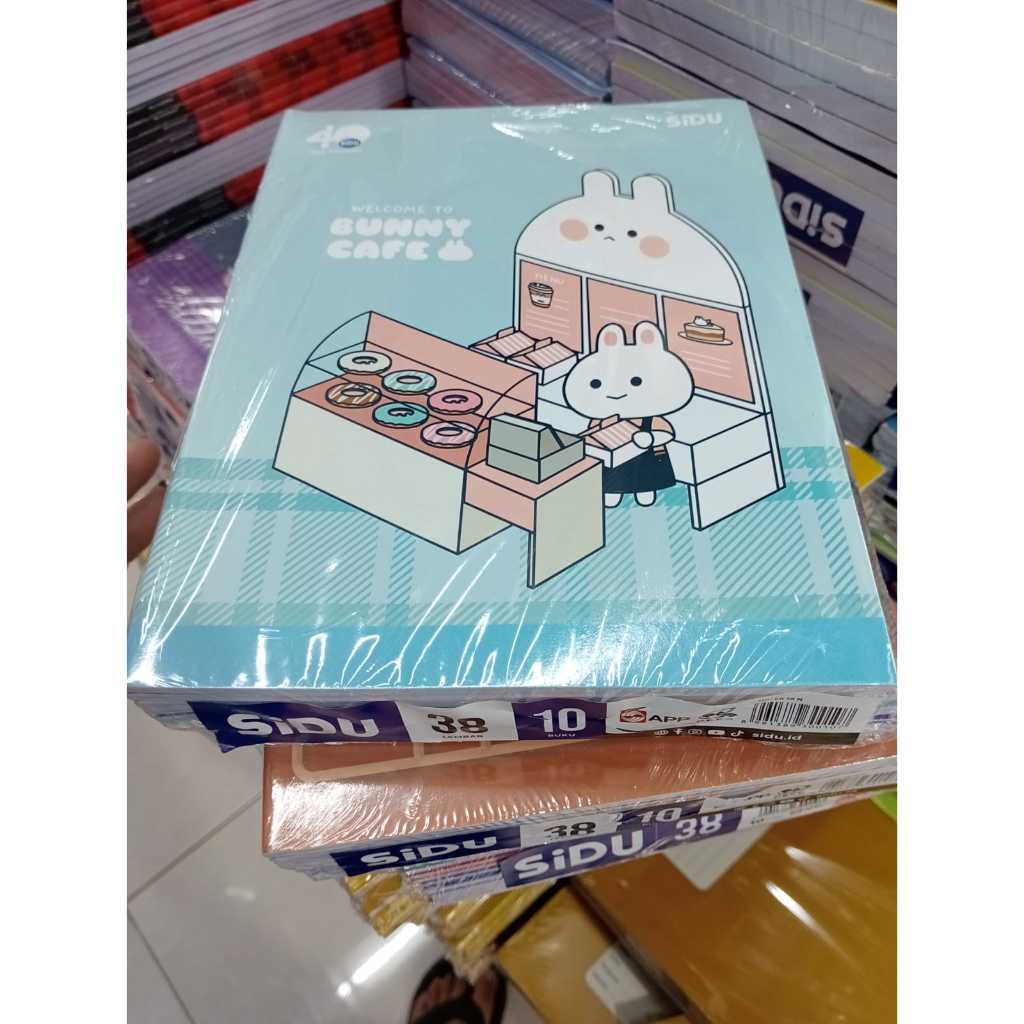 40
SiDU
SiDU
WELCOME TO
BUNNY
CAFE
MENU
SiDU
SiDU 38 LEMBAR 10 BUKU APP
sidu.id
SiDU 38 10
SiDU 38